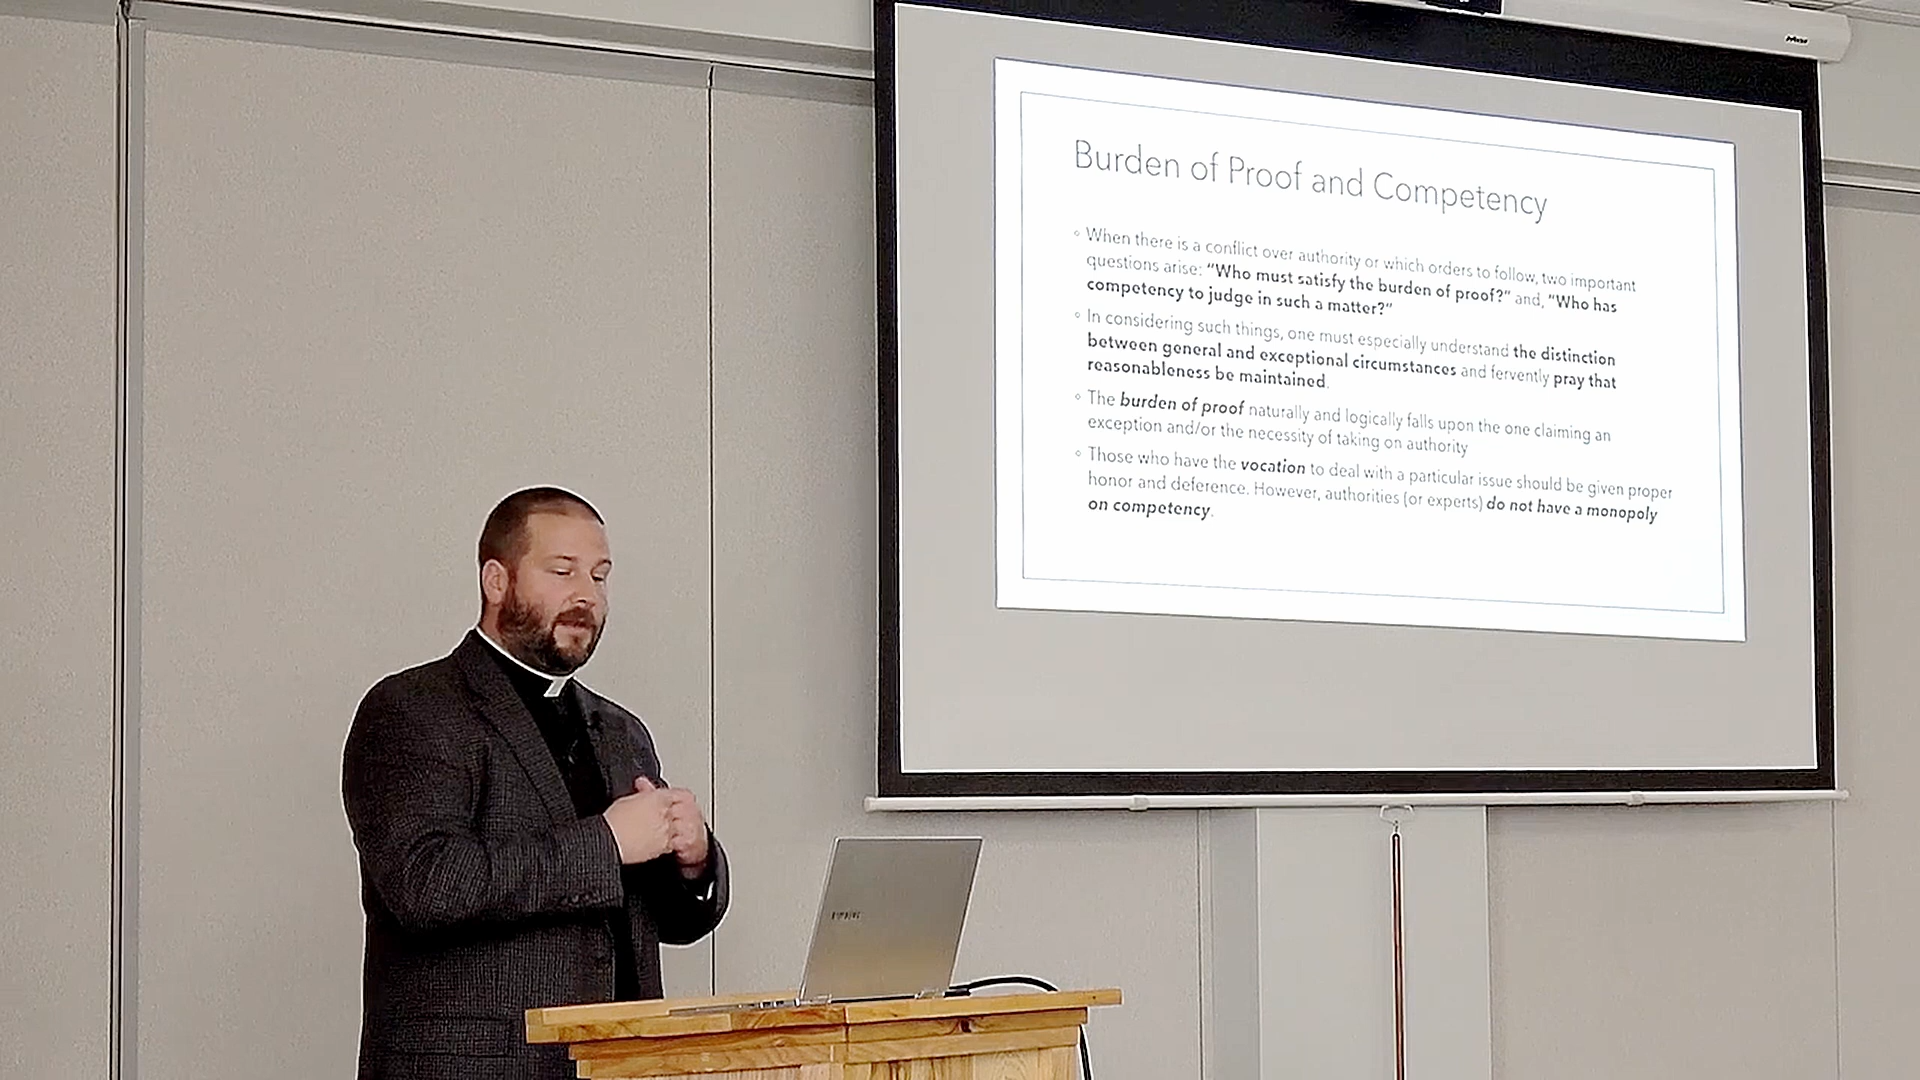 Burden of Proof and Competency
◦ When there is a conflict over authority or which orders to follow, two important
questions arise: “Who must satisfy the burden of proof?” and, “Who has
competency to judge in such a matter?”
◦ In considering such things, one must especially understand the distinction
between general and exceptional circumstances and fervently pray that
reasonableness be maintained.
◦ The burden of proof naturally and logically falls upon the one claiming an
exception and/or the necessity of taking on authority
◦ Those who have the vocation to deal with a particular issue should be given proper
honor and deference. However, authorities (or experts) do not have a monopoly
on competency.